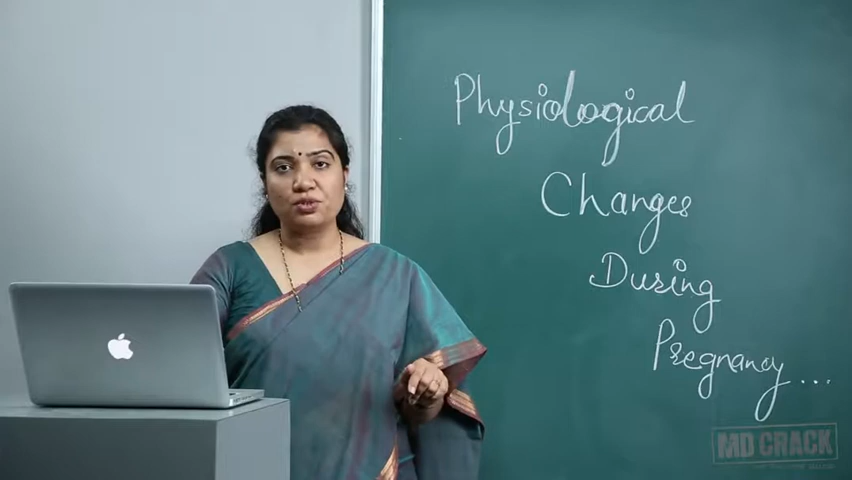 Physiological
Changes
During
Pregnancy...
MD CRACK